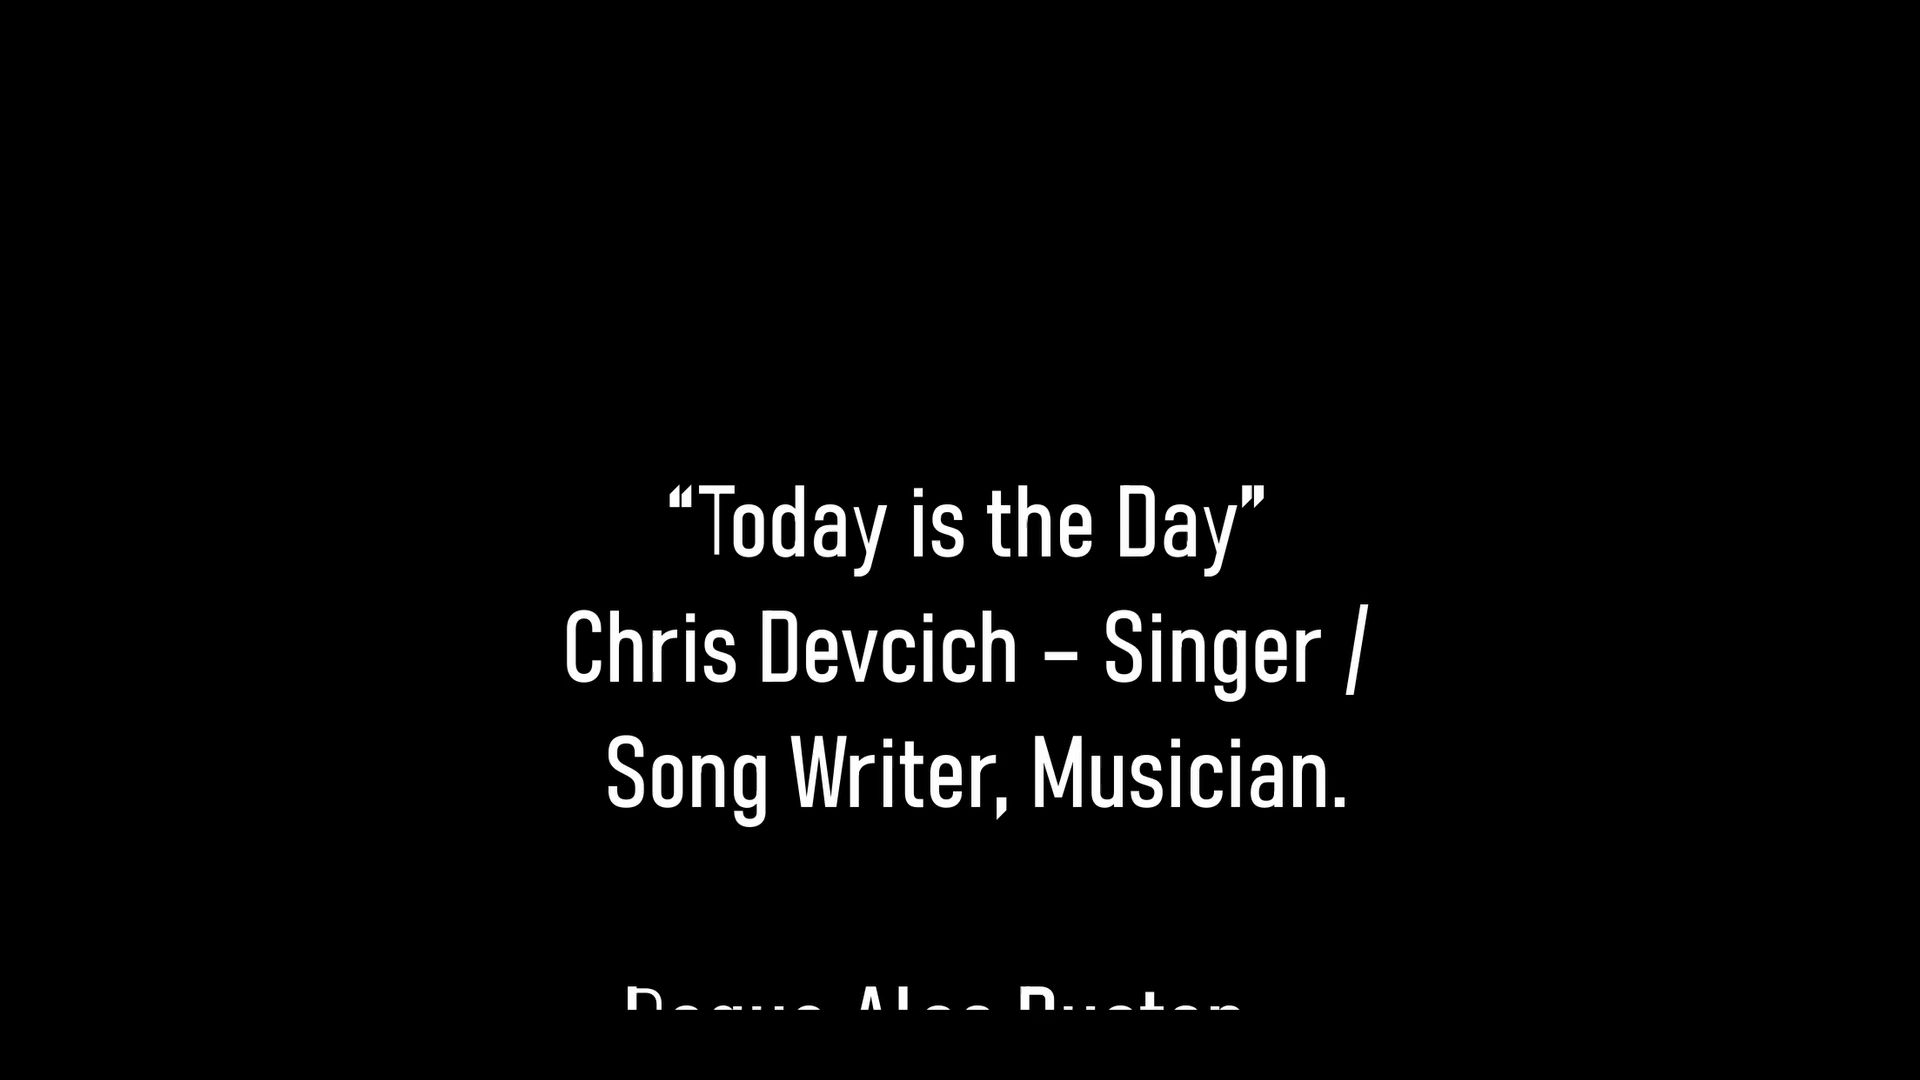 “Today is the Day”
Chris Devcich – Singer /
Song Writer, Musician.